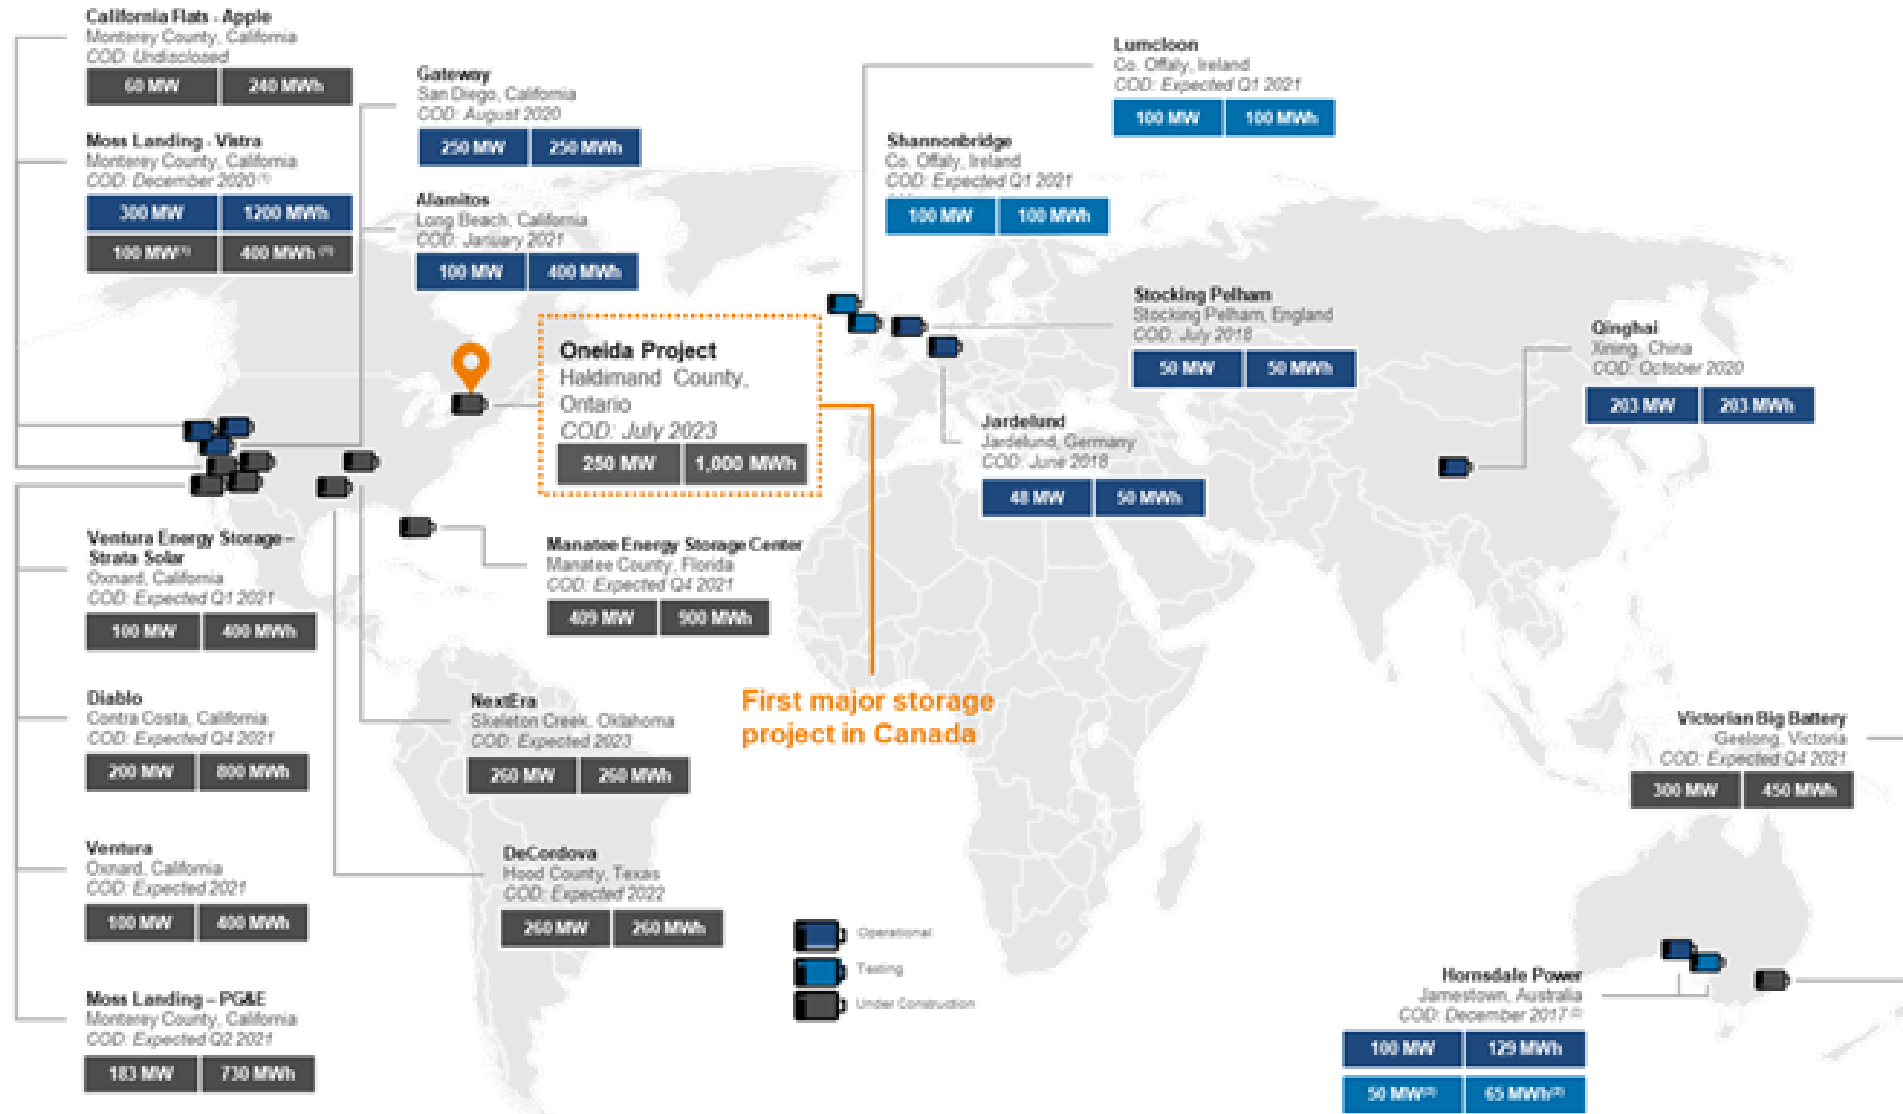 California Flats - Apple
Monterey County, California
COD: Undisclosed
60 MW 240 MWh
Moss Landing - Vistra
Monterey County, California
COD: December 2020 (1)
300 MW 1200 MWh
100 MW(1) 400 MWh (1)
Gateway
San Diego, California
COD: August 2020
250 MW 250 MWh
Alamitos
Long Beach, California
COD: January 2021
100 MW 400 MWh
Oneida Project
Haldimand County,
Ontario
COD: July 2023
250 MW 1,000 MWh
Lumcloon
Co. Offaly, Ireland
COD: Expected Q1 2021
100 MW 100 MWh
Shannonbridge
Co. Offaly, Ireland
COD: Expected Q1 2021
100 MW 100 MWh
Stocking Pelham
Stocking Pelham, England
COD: July 2018
50 MW 50 MWh
Jardelund
Jardelund, Germany
COD: June 2018
48 MW 50 MWh
Qinghai
Xining, China
COD: October 2020
203 MW 203 MWh
Ventura Energy Storage –
Strata Solar
Oxnard, California
COD: Expected Q1 2021
100 MW 400 MWh
Diablo
Contra Costa, California
COD: Expected Q4 2021
200 MW 800 MWh
Ventura
Oxnard, California
COD: Expected 2021
100 MW 400 MWh
Moss Landing – PG&E
Monterey County, California
COD: Expected Q2 2021
183 MW 730 MWh
Manatee Energy Storage Center
Manatee County, Florida
COD: Expected Q4 2021
409 MW 900 MWh
NextEra
Skeleton Creek, Oklahoma
COD: Expected 2023
260 MW 260 MWh
DeCordova
Hood County, Texas
COD: Expected 2022
260 MW 260 MWh
First major storage
project in Canada
Operational
Testing
Under Construction
Victorian Big Battery
Geelong, Victoria
COD: Expected Q4 2021
300 MW 450 MWh
Hornsdale Power
Jamestown, Australia
COD: December 2017
100 MW 129 MWh
50 MW 65 MWh